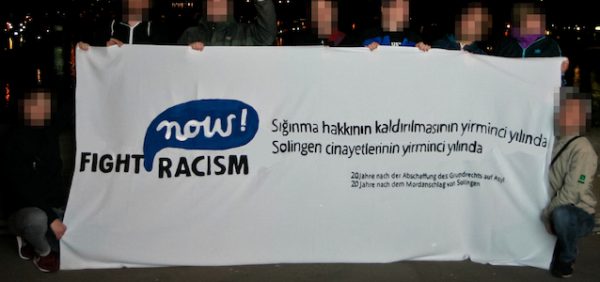 now!
FIGHT RACISM
Sığınma hakkının kaldırılmasının yirminci yılında
Solingen cinayetlerinin yirminci yılında
20 Jahre nach der Abschaffung des Grundrechts auf Asyl
20 Jahre nach dem Mordanschlag von Solingen